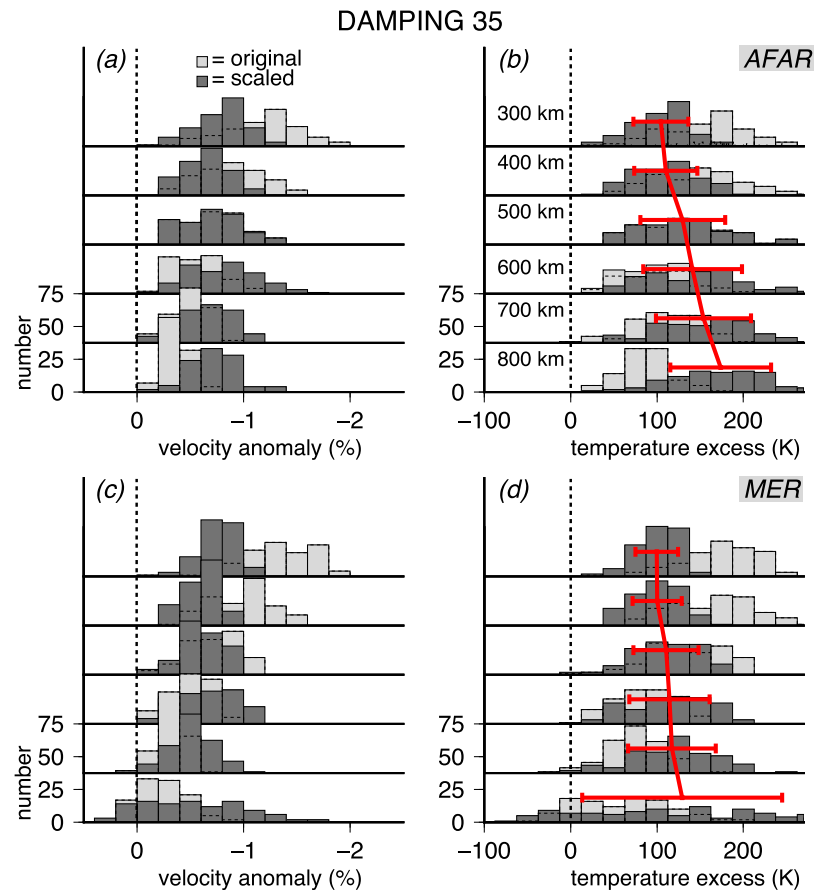 DAMPING 35
(a)
= original
= scaled
(b)
AFAR
300 km
400 km
500 km
600 km
700 km
800 km
75
50
25
0
number
0
−1
−2
velocity anomaly (%)
75
50
25
0
−100
0
100
200
temperature excess (K)
(c)
(d)
MER
75
50
25
0
number
0
−1
−2
velocity anomaly (%)
75
50
25
0
−100
0
100
200
temperature excess (K)